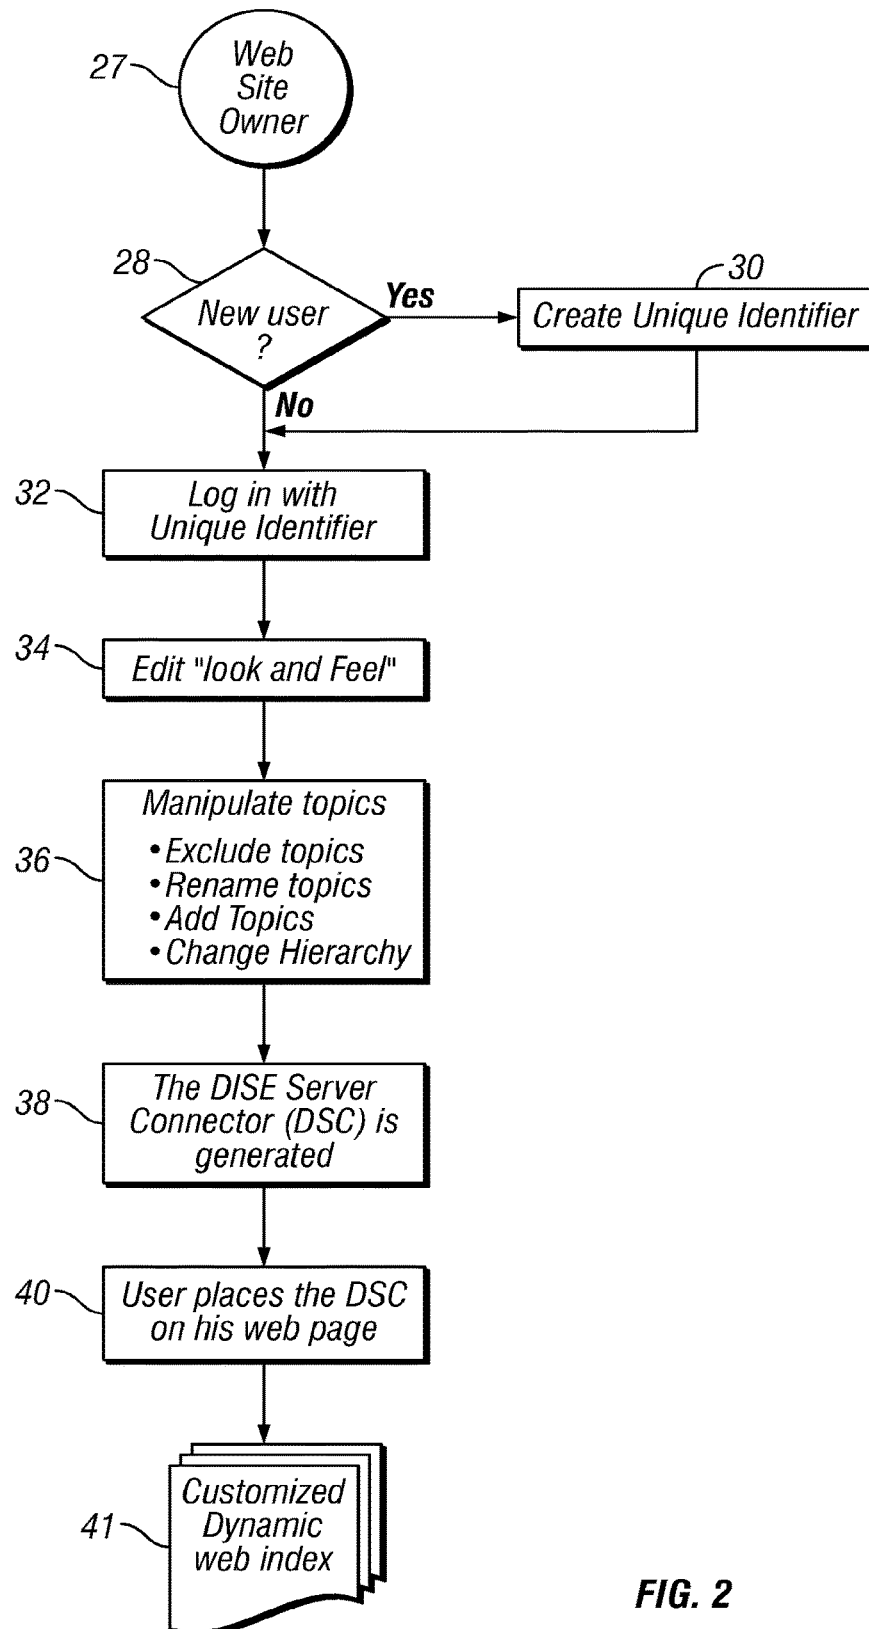 27
Web
Site
Owner
28
New user
?
Yes
30
Create Unique Identifier
No
32
Log in with
Unique Identifier
34
Edit "look and Feel"
36
Manipulate topics
•Exclude topics
•Rename topics
•Add Topics
•Change Hierarchy
38
The DISE Server
Connector (DSC) is
generated
40
User places the DSC
on his web page
41
Customized
Dynamic
web index
FIG. 2